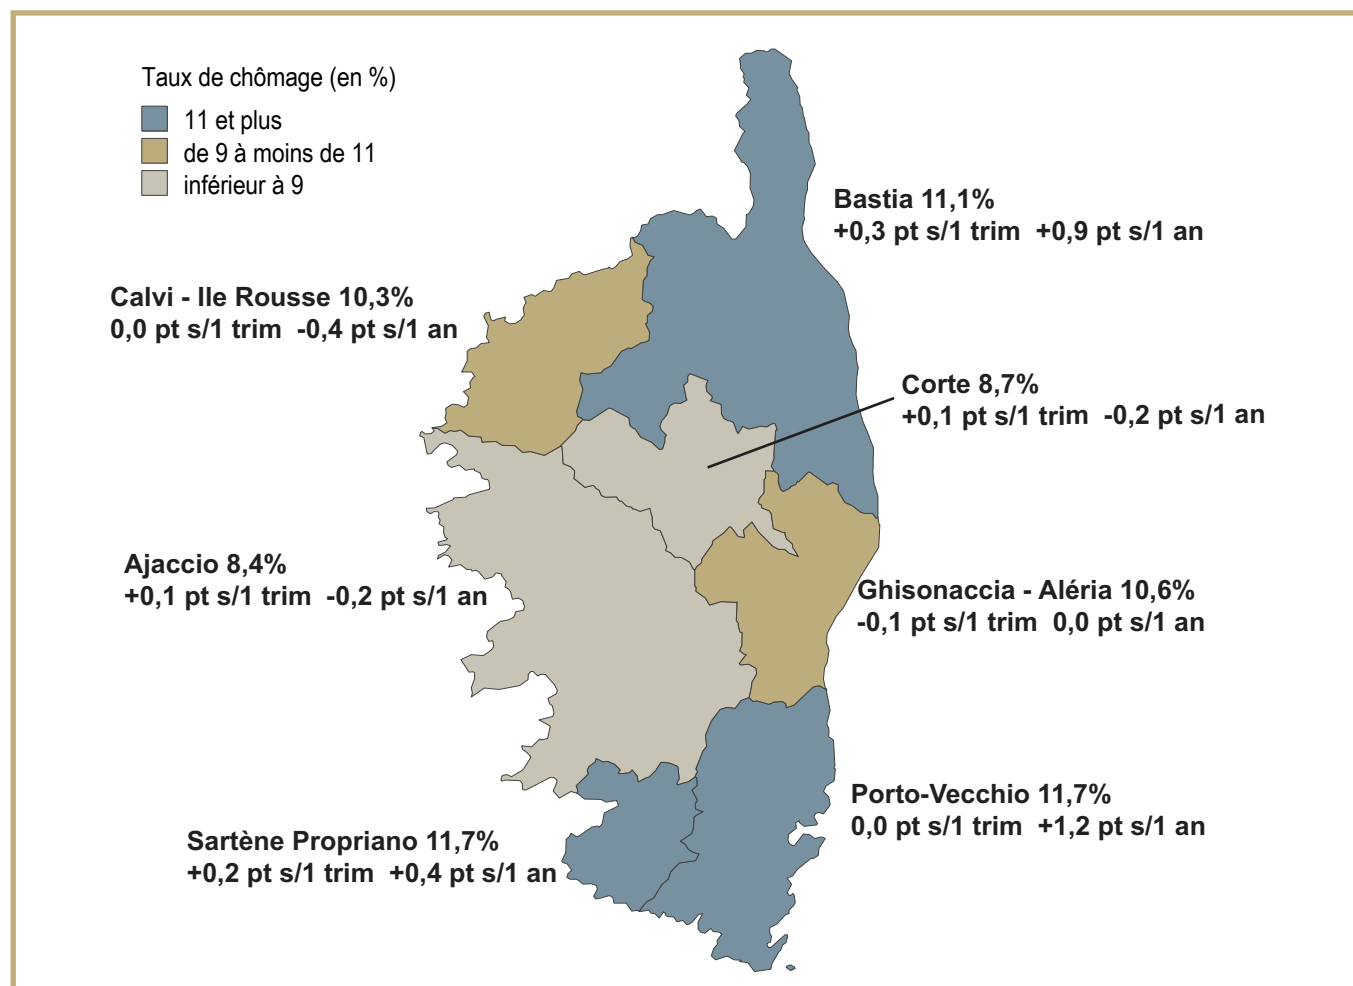 Taux de chômage (en %)
11 et plus
de 9 à moins de 11
inférieur à 9
Bastia 11,1%
+0,3 pt s/1 trim +0,9 pt s/1 an
Calvi - Ile Rousse 10,3%
0,0 pt s/1 trim -0,4 pt s/1 an
Corte 8,7%
+0,1 pt s/1 trim -0,2 pt s/1 an
Ajaccio 8,4%
+0,1 pt s/1 trim -0,2 pt s/1 an
Ghisonaccia - Aléria 10,6%
-0,1 pt s/1 trim 0,0 pt s/1 an
Porto-Vecchio 11,7%
0,0 pt s/1 trim +1,2 pt s/1 an
Sartène Propriano 11,7%
+0,2 pt s/1 trim +0,4 pt s/1 an